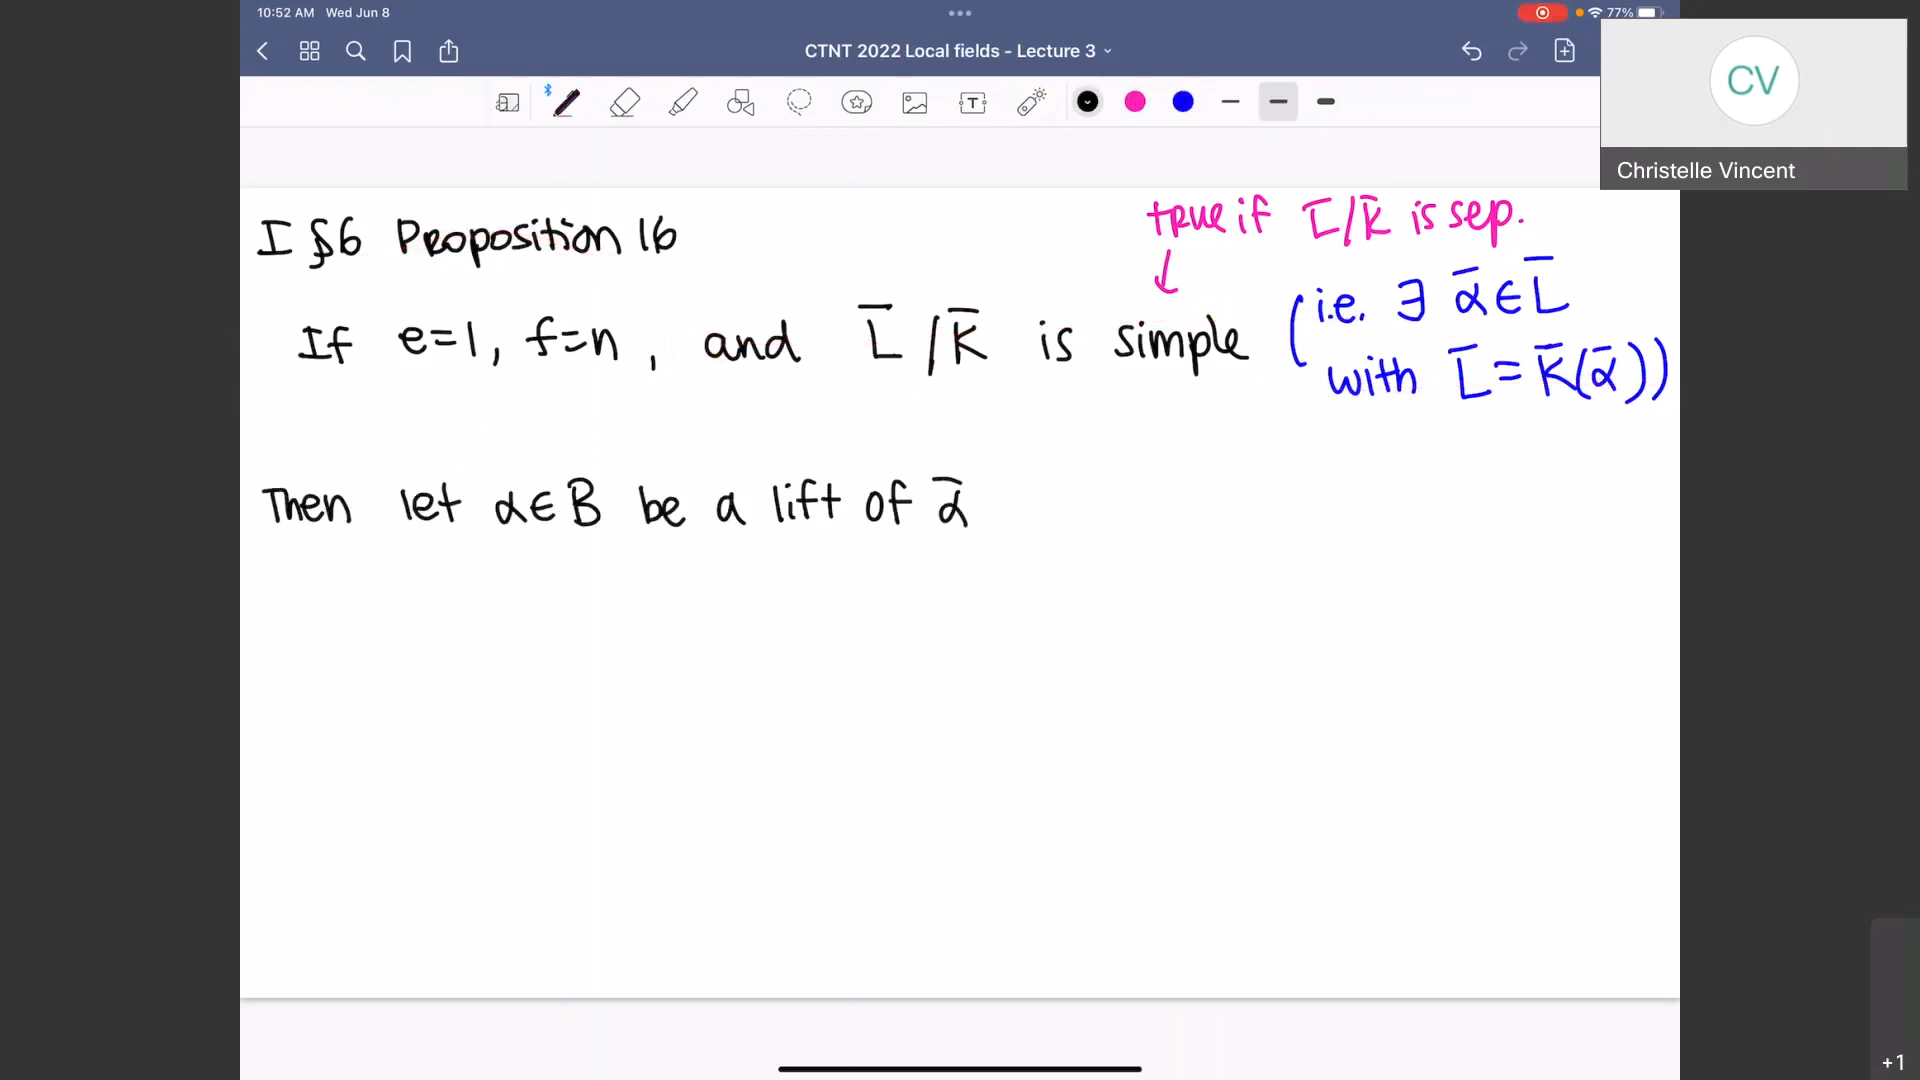 10:52 AM Wed Jun 8
77%
CTNT 2022 Local fields - Lecture 3
T
CV
Christelle Vincent
I §6 Proposition 16
true if L̅/K̅ is sep.
↓
If e=1, f=n, and L̅/K̅ is simple (i.e. ∃ α̅ ∈ L̅
with L̅=K̅(α̅))
Then let α∈B be a lift of α̅
+1